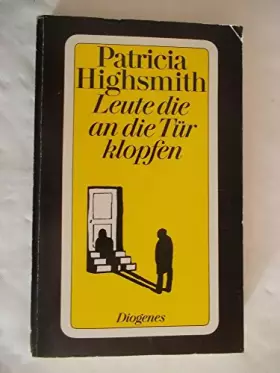 Patricia
Highsmith
Leute die
an die Tür
klopfen
Diogenes